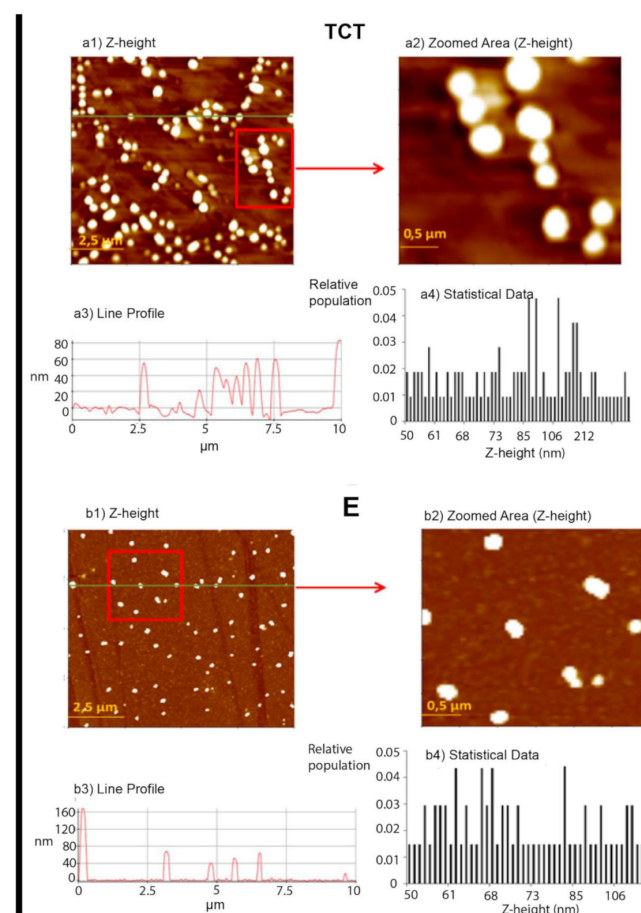 TCT
a1) Z-height
a2) Zoomed Area (Z-height)
2,5 µm
0,5 µm
Relative
population
a3) Line Profile
a4) Statistical Data
80
60
nm
40
20
0
0
2.5
5
7.5
10
µm
0.05
0.04
0.03
0.02
0.01
0
50 61 68 73 85 106 212
Z-height (nm)
E
b1) Z-height
b2) Zoomed Area (Z-height)
2,5 µm
0,5 µm
Relative
population
b3) Line Profile
b4) Statistical Data
160
nm
120
80
40
0
0
2.5
5
7.5
10
µm
0.05
0.04
0.03
0.02
0.01
0
50 61 68 73 85 106 112
Z-height (nm)